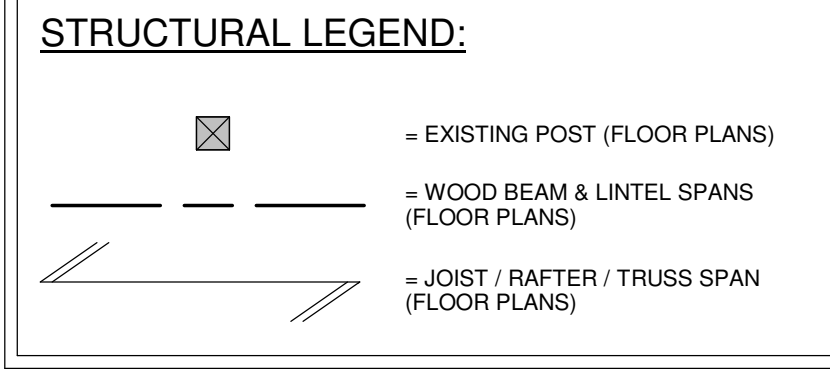 STRUCTURAL LEGEND:
= EXISTING POST (FLOOR PLANS)
= WOOD BEAM & LINTEL SPANS
(FLOOR PLANS)
= JOIST / RAFTER / TRUSS SPAN
(FLOOR PLANS)